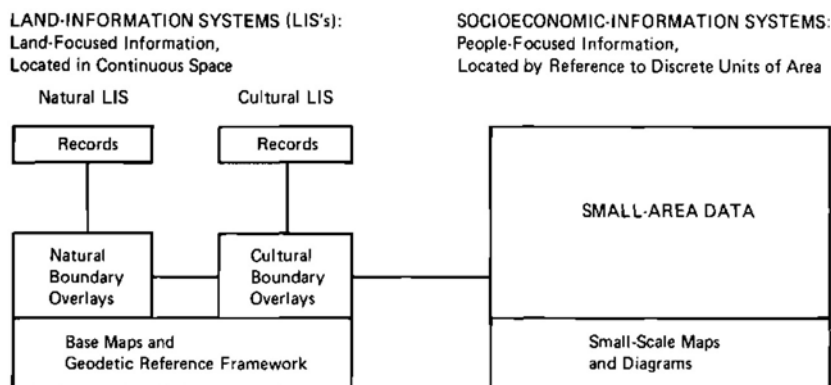 LAND-INFORMATION SYSTEMS (LIS's):
Land-Focused Information,
Located in Continuous Space
Natural LIS
Cultural LIS
Records
Records
Natural
Boundary
Overlays
Cultural
Boundary
Overlays
Base Maps and
Geodetic Reference Framework
SOCIOECONOMIC-INFORMATION SYSTEMS:
People-Focused Information,
Located by Reference to Discrete Units of Area
SMALL-AREA DATA
Small-Scale Maps
and Diagrams